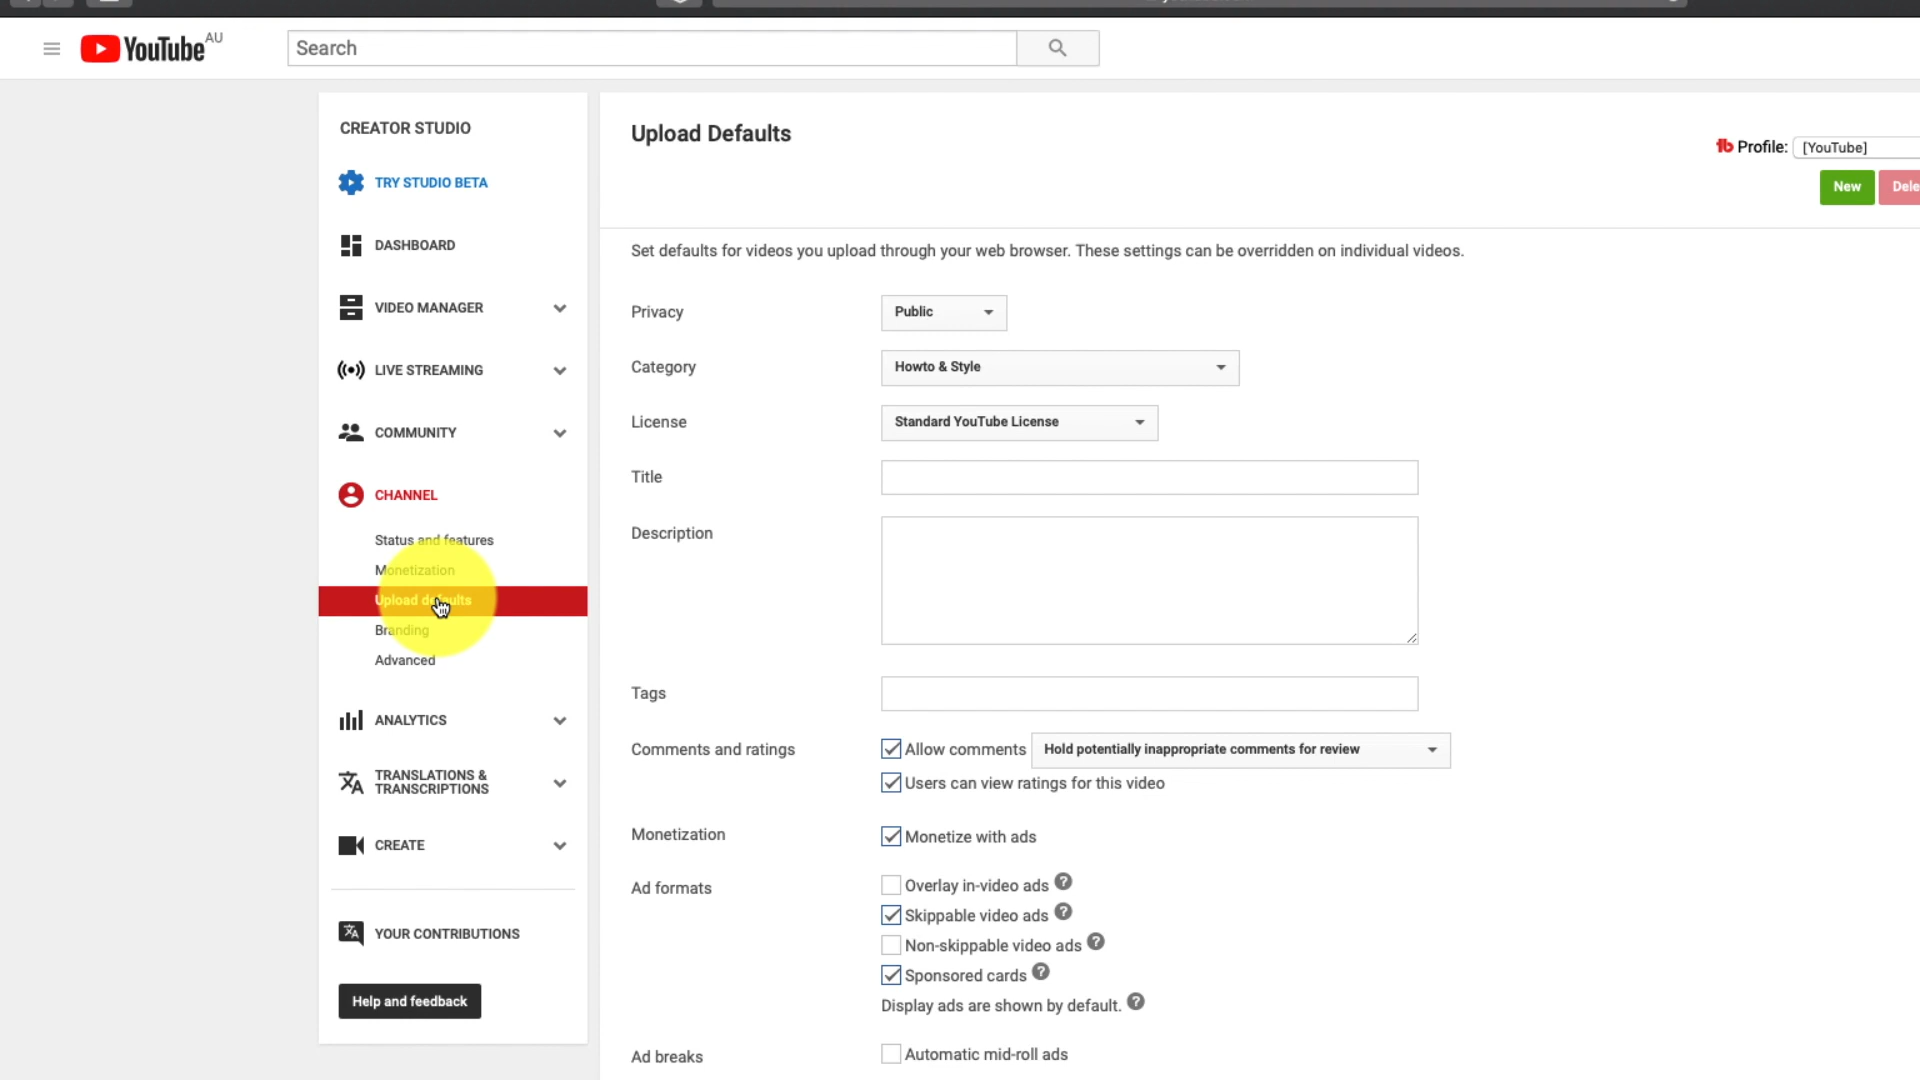 YouTube AU
Search
CREATOR STUDIO
TRY STUDIO BETA
DASHBOARD
VIDEO MANAGER
LIVE STREAMING
COMMUNITY
CHANNEL
Status and features
Monetization
Upload defaults
Branding
Advanced
ANALYTICS
TRANSLATIONS &
TRANSCRIPTIONS
CREATE
YOUR CONTRIBUTIONS
Help and feedback
Upload Defaults
Profile: [YouTube]
New Dele
Set defaults for videos you upload through your web browser. These settings can be overridden on individual videos.
Privacy Public
Category Howto & Style
License Standard YouTube License
Title
Description
Tags
Comments and ratings Allow comments Hold potentially inappropriate comments for review
Users can view ratings for this video
Monetization Monetize with ads
Ad formats Overlay in-video ads ?
Skippable video ads ?
Non-skippable video ads ?
Sponsored cards ?
Display ads are shown by default. ?
Ad breaks Automatic mid-roll ads